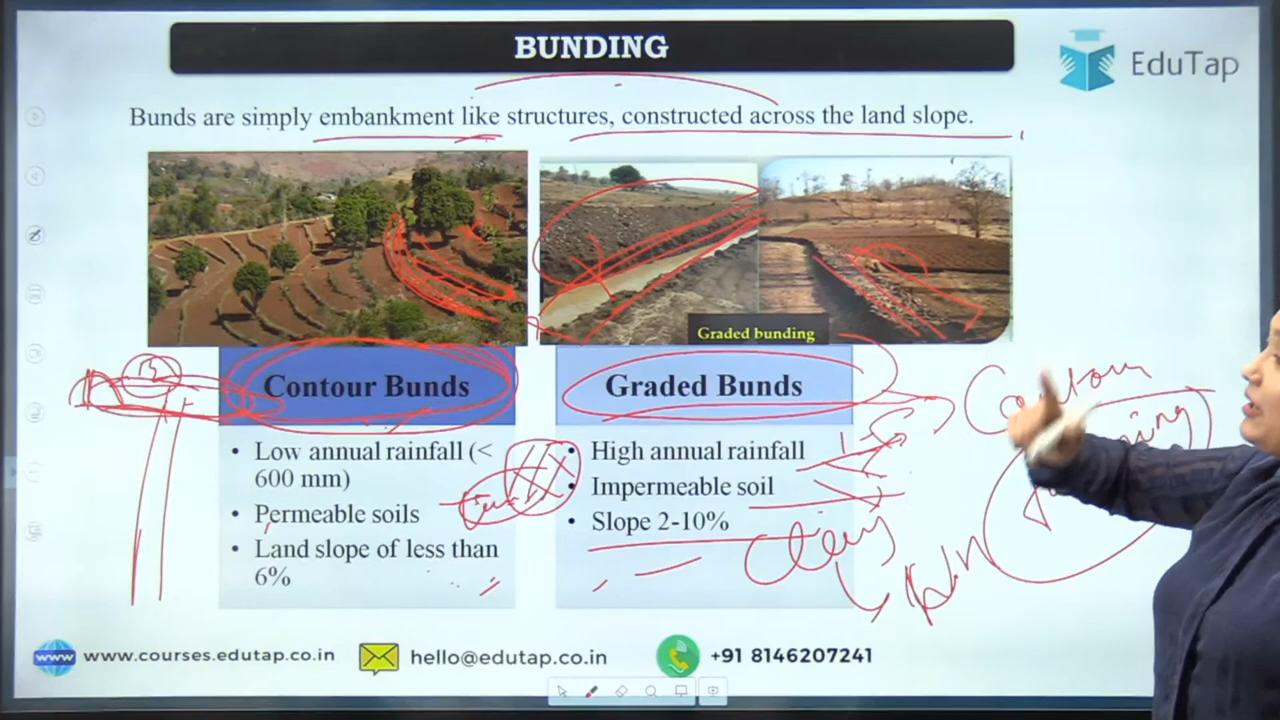 BUNDING
EduTap
Bunds are simply embankment like structures, constructed across the land slope.
Graded bunding
Contour Bunds
Graded Bunds
• Low annual rainfall (<
600 mm)
• Permeable soils
• Land slope of less than
6%
• High annual rainfall
• Impermeable soil
• Slope 2-10%
B
Contour
www www.courses.edutap.co.in
hello@edutap.co.in
+91 8146207241